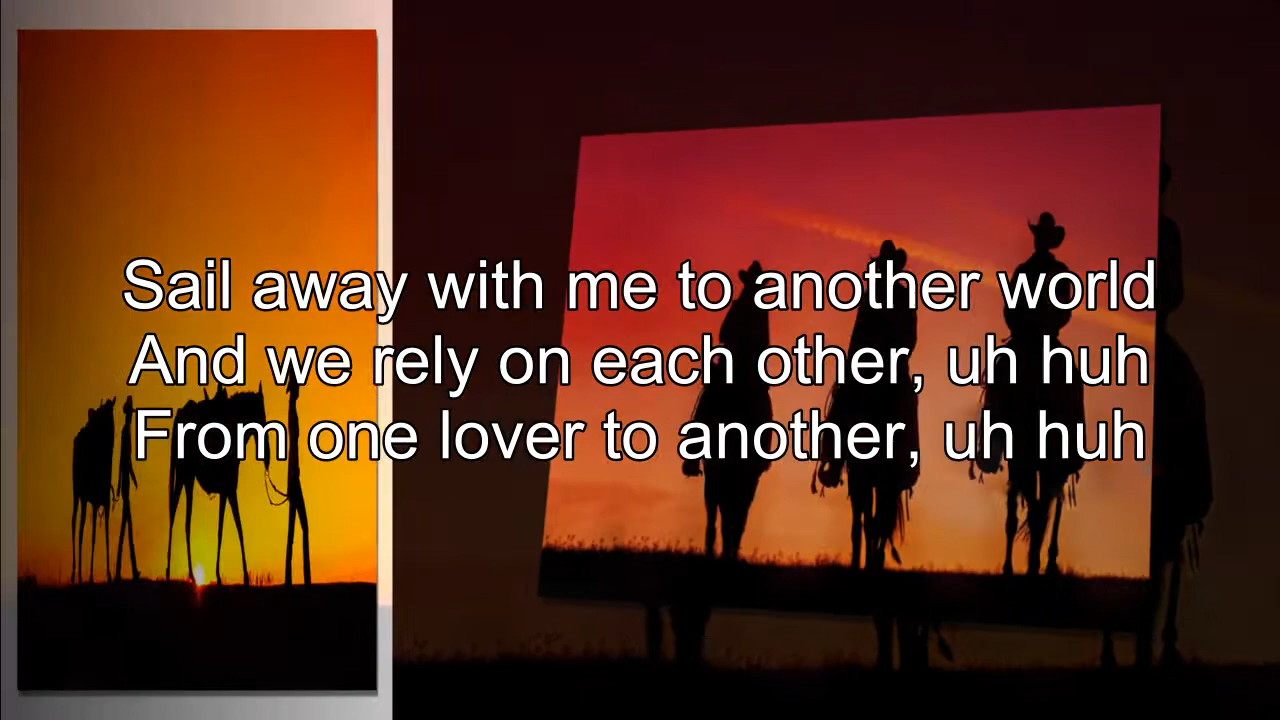 Sail away with me to another world
And we rely on each other, uh huh
From one lover to another, uh huh